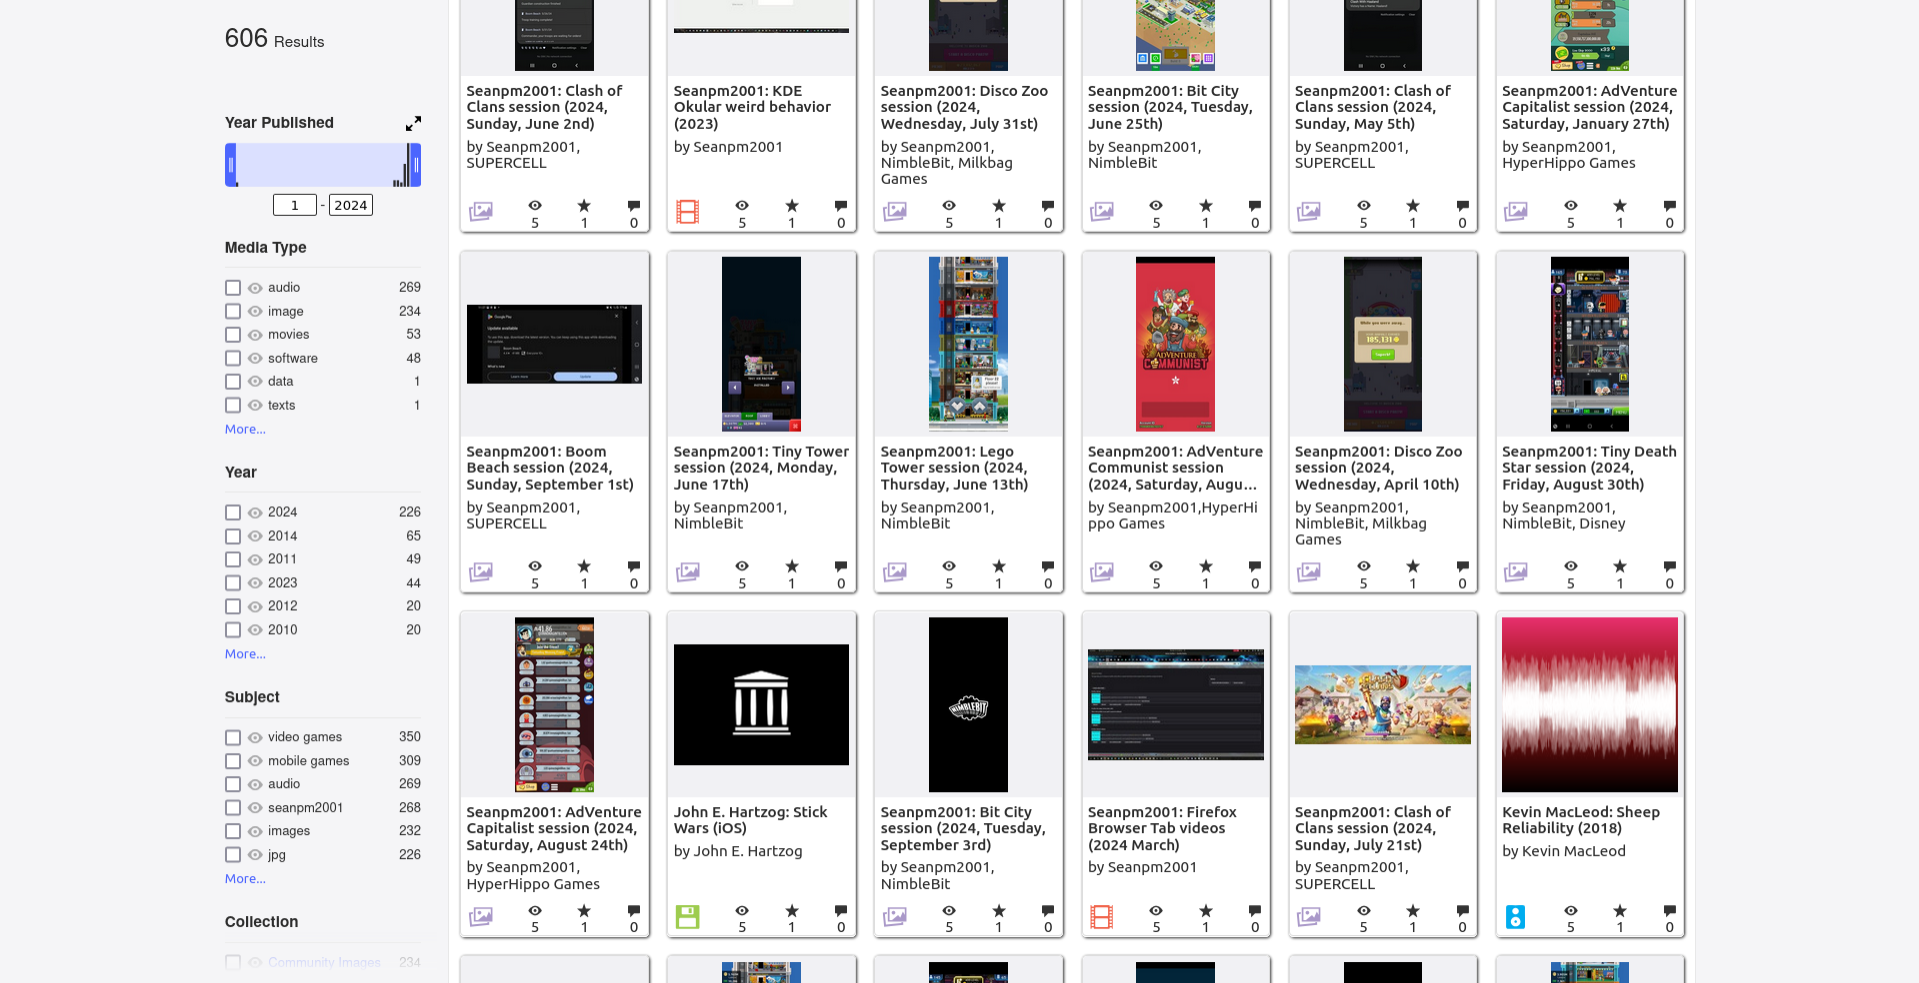 606 Results
Year Published
1 - 2024
Media Type
audio 269
image 234
movies 53
software 48
data 1
texts 1
More...
Year
2024 226
2014 65
2011 49
2023 44
2012 20
2010 20
More...
Subject
video games 350
mobile games 309
audio 269
seanpm2001 268
images 232
jpg 226
More...
Collection
Community Images 234
Seanpm2001: Clash of
Clans session (2024,
Sunday, June 2nd)
by Seanpm2001,
SUPERCELL
5 1 0
Seanpm2001: KDE
Okular weird behavior
(2023)
by Seanpm2001
5 1 0
Seanpm2001: Disco Zoo
session (2024,
Wednesday, July 31st)
by Seanpm2001,
NimbleBit, Milkbag
Games
5 1 0
Seanpm2001: Bit City
session (2024, Tuesday,
June 25th)
by Seanpm2001,
NimbleBit
5 1 0
Seanpm2001: Clash of
Clans session (2024,
Sunday, May 5th)
by Seanpm2001,
SUPERCELL
5 1 0
Seanpm2001: AdVenture
Capitalist session (2024,
Saturday, January 27th)
by Seanpm2001,
HyperHippo Games
5 1 0
Google Play
Update available
Seanpm2001: Boom
Beach session (2024,
Sunday, September 1st)
by Seanpm2001,
SUPERCELL
5 1 0
Seanpm2001: Tiny Tower
session (2024, Monday,
June 17th)
by Seanpm2001,
NimbleBit
5 1 0
Seanpm2001: Lego
Tower session (2024,
Thursday, June 13th)
by Seanpm2001,
NimbleBit
5 1 0
ADVENTURE
COMMUNIST
Seanpm2001: AdVenture
Communist session
(2024, Saturday, Augu...
by Seanpm2001,HyperHi
ppo Games
5 1 0
While you were away...
105,131
Seanpm2001: Disco Zoo
session (2024,
Wednesday, April 10th)
by Seanpm2001,
NimbleBit, Milkbag
Games
5 1 0
Seanpm2001: Tiny Death
Star session (2024,
Friday, August 30th)
by Seanpm2001,
NimbleBit, Disney
5 1 0
Seanpm2001: AdVenture
Capitalist session (2024,
Saturday, August 24th)
by Seanpm2001,
HyperHippo Games
5 1 0
John E. Hartzog: Stick
Wars (iOS)
by John E. Hartzog
5 1 0
NIMBLEBIT
Seanpm2001: Bit City
session (2024, Tuesday,
September 3rd)
by Seanpm2001,
NimbleBit
5 1 0
Seanpm2001: Firefox
Browser Tab videos
(2024 March)
by Seanpm2001
5 1 0
Seanpm2001: Clash of
Clans session (2024,
Sunday, July 21st)
by Seanpm2001,
SUPERCELL
5 1 0
Kevin MacLeod: Sheep
Reliability (2018)
by Kevin MacLeod
5 1 0